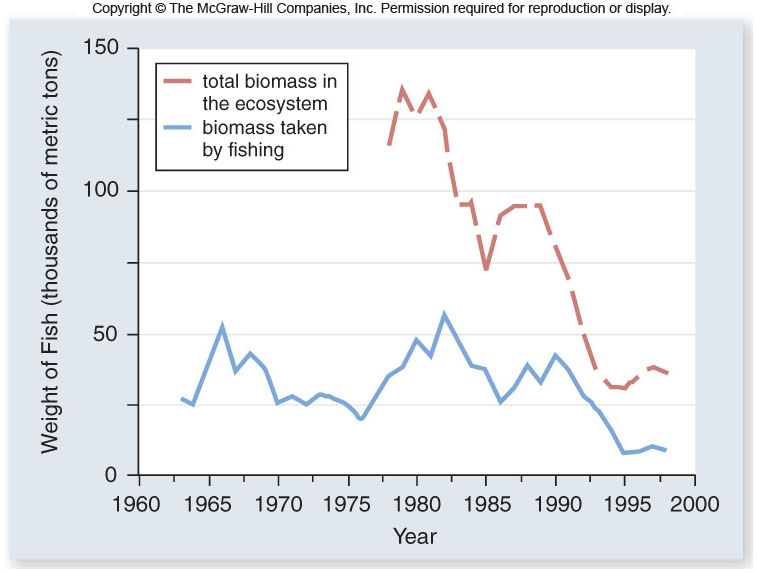 Copyright © The McGraw-Hill Companies, Inc. Permission required for reproduction or display.
Weight of Fish (thousands of metric tons)
150
100
50
0
total biomass in
the ecosystem
biomass taken
by fishing
1960 1965 1970 1975 1980 1985 1990 1995 2000
Year